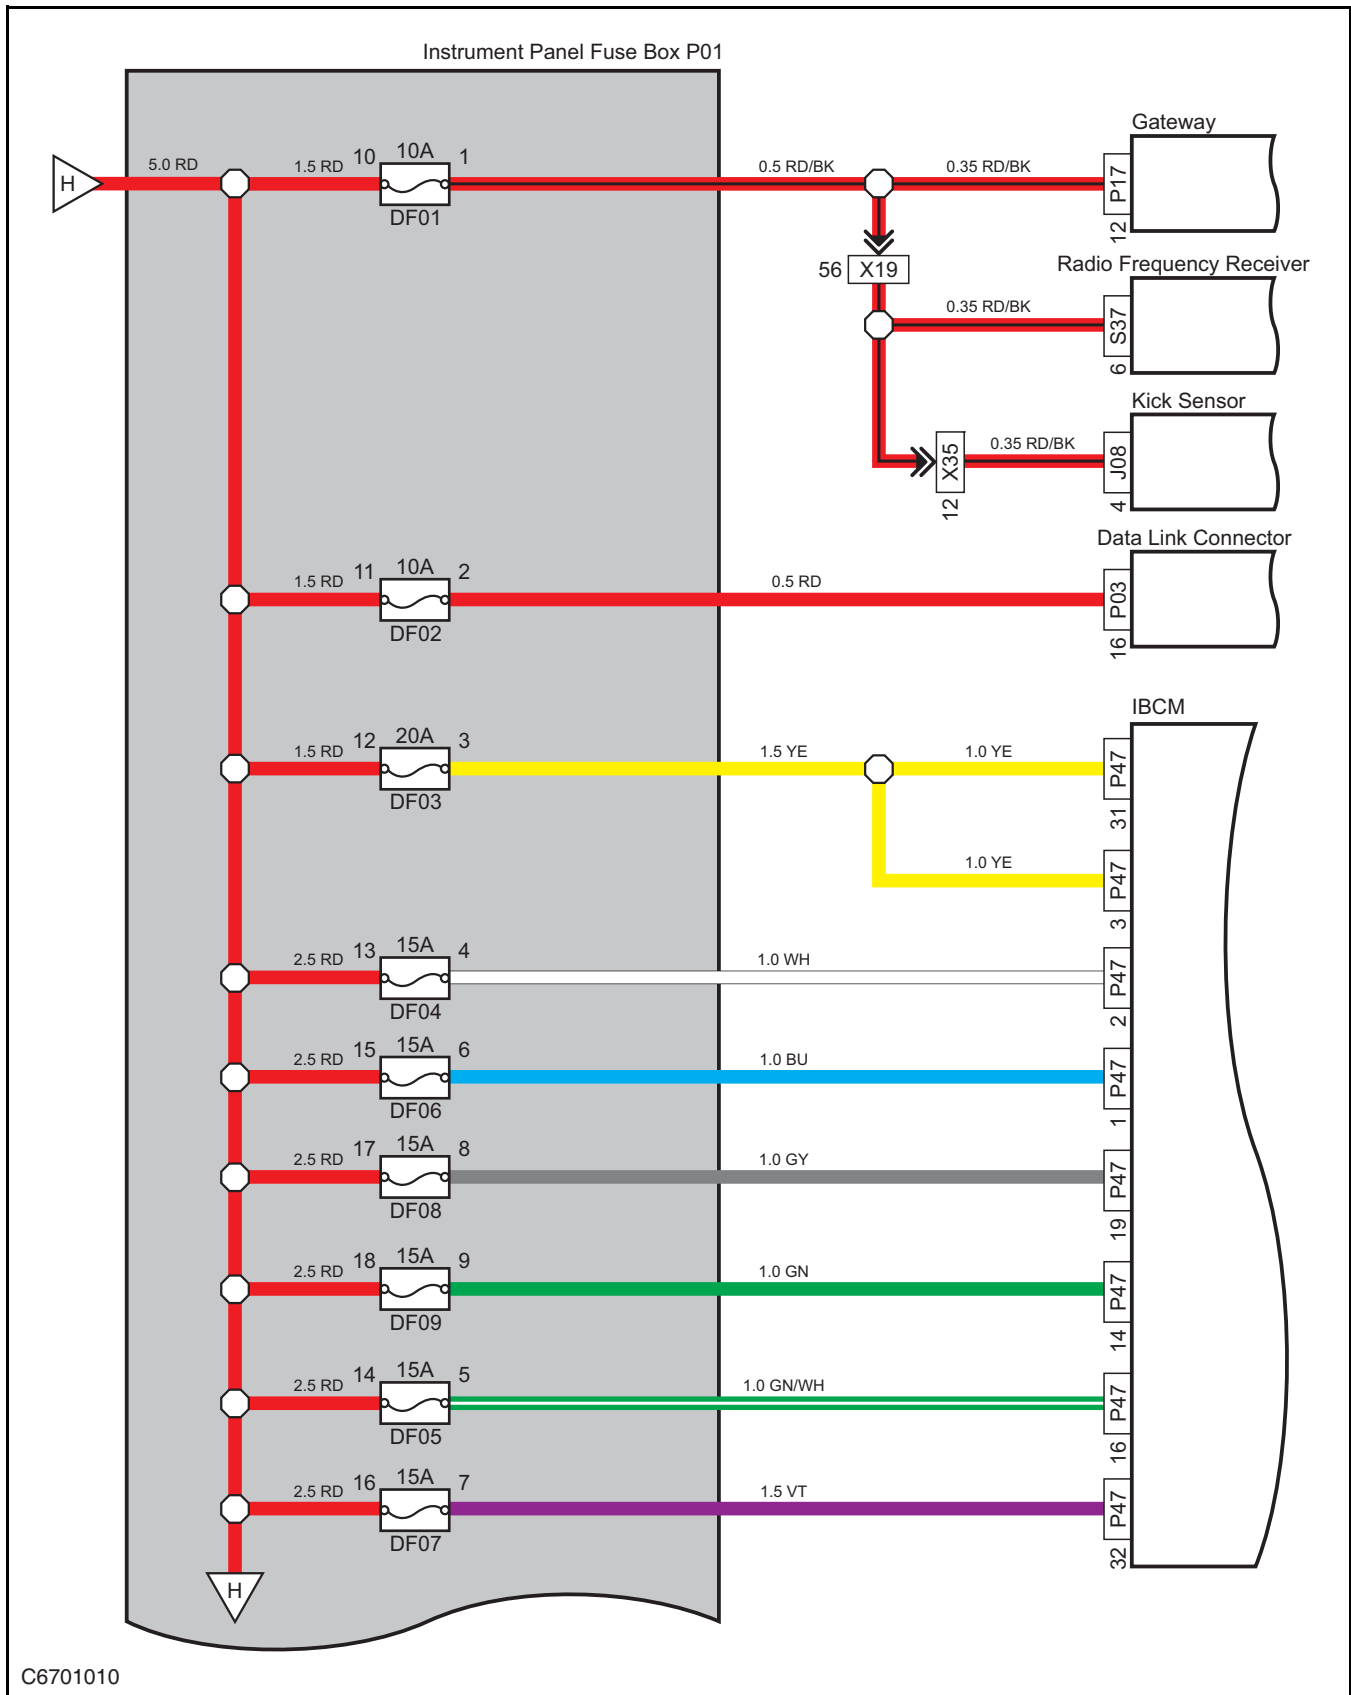 Instrument Panel Fuse Box P01
Gateway
H
5.0 RD
1.5 RD
10
10A
1
DF01
0.5 RD/BK
0.35 RD/BK
P17
12
56
X19
Radio Frequency Receiver
0.35 RD/BK
S37
6
Kick Sensor
X35
12
0.35 RD/BK
J08
4
Data Link Connector
1.5 RD
11
10A
2
DF02
0.5 RD
P03
16
IBCM
1.5 RD
12
20A
3
DF03
1.5 YE
1.0 YE
P47
31
1.0 YE
P47
3
2.5 RD
13
15A
4
DF04
1.0 WH
P47
2
2.5 RD
15
15A
6
DF06
1.0 BU
P47
1
2.5 RD
17
15A
8
DF08
1.0 GY
P47
19
2.5 RD
18
15A
9
DF09
1.0 GN
P47
14
2.5 RD
14
15A
5
DF05
1.0 GN/WH
P47
16
2.5 RD
16
15A
7
DF07
1.5 VT
P47
32
H
C6701010